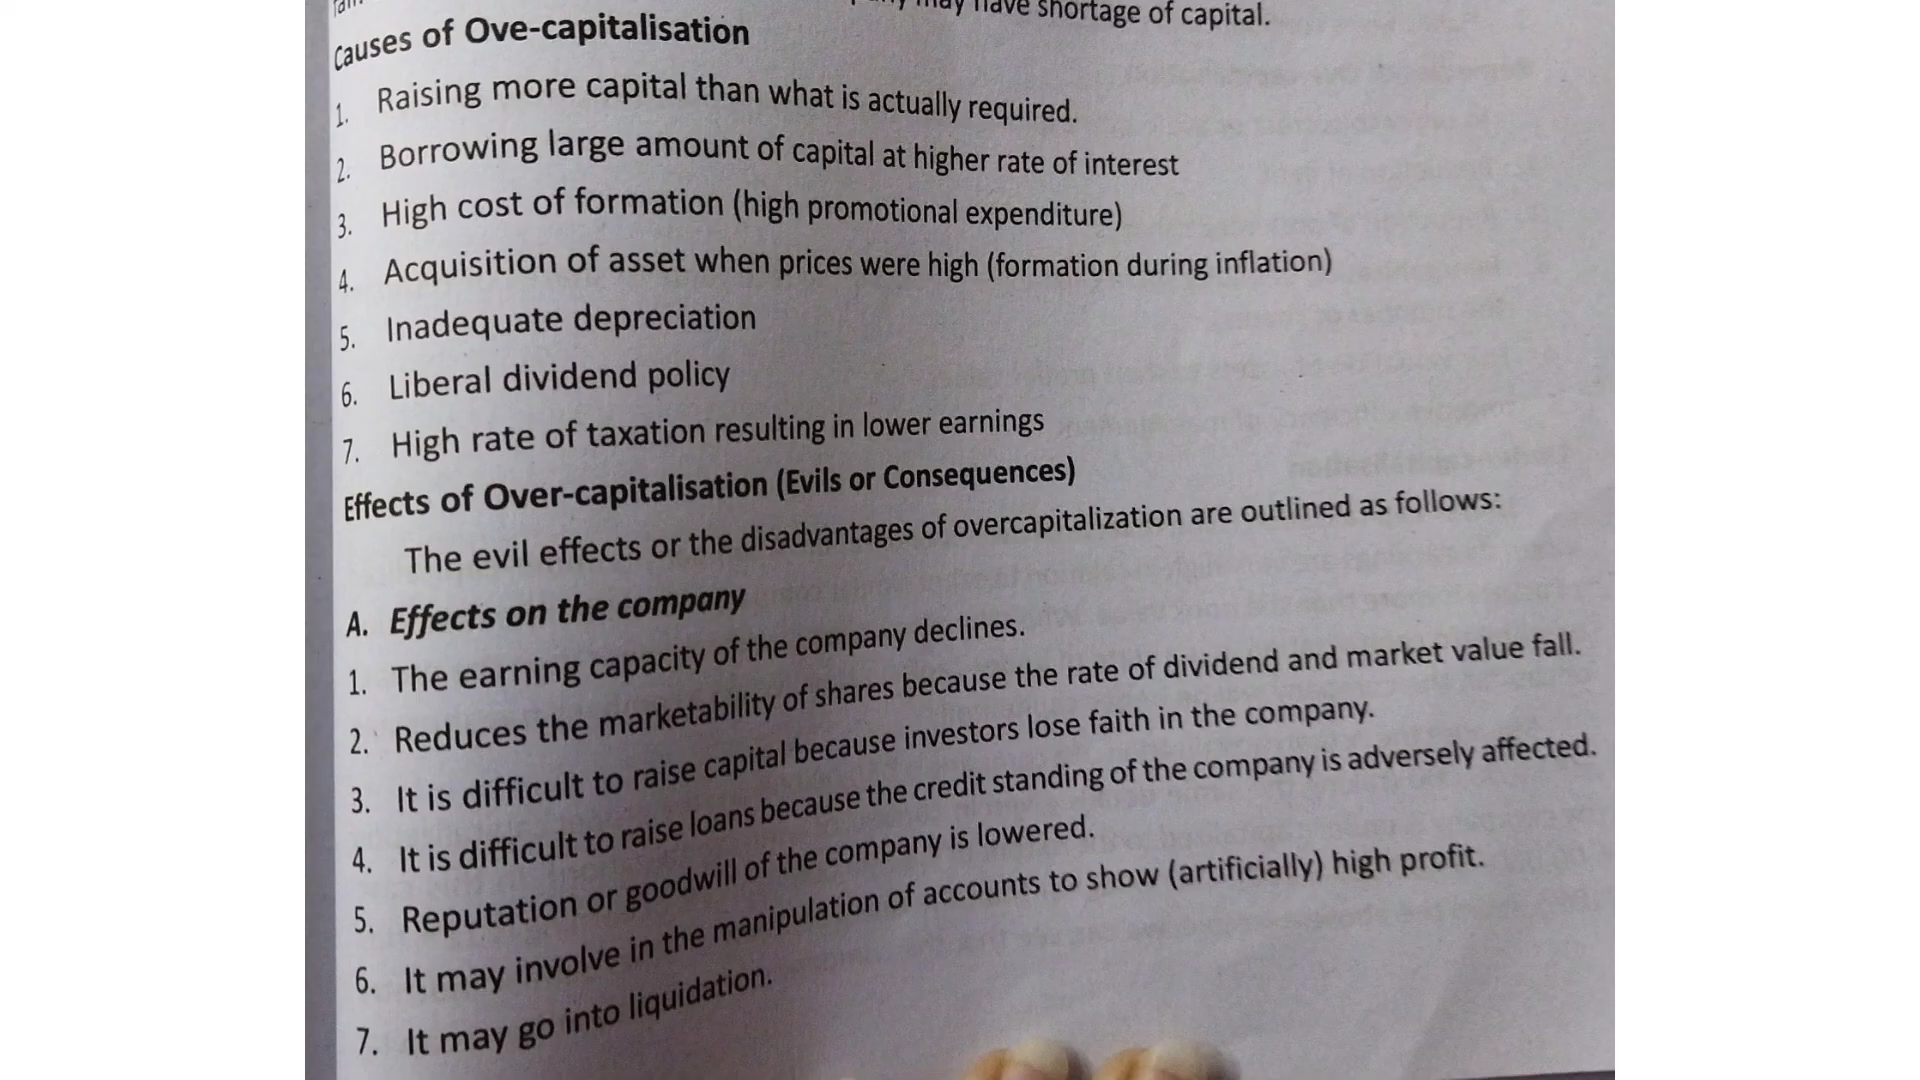 may have shortage of capital.
Causes of Ove-capitalisation
1. Raising more capital than what is actually required.
2. Borrowing large amount of capital at higher rate of interest
3. High cost of formation (high promotional expenditure)
4. Acquisition of asset when prices were high (formation during inflation)
5. Inadequate depreciation
6. Liberal dividend policy
7. High rate of taxation resulting in lower earnings
Effects of Over-capitalisation (Evils or Consequences)
The evil effects or the disadvantages of overcapitalization are outlined as follows:
A. Effects on the company
1. The earning capacity of the company declines.
2. Reduces the marketability of shares because the rate of dividend and market value fall.
3. It is difficult to raise capital because investors lose faith in the company.
4. It is difficult to raise loans because the credit standing of the company is adversely affected.
5. Reputation or goodwill of the company is lowered.
6. It may involve in the manipulation of accounts to show (artificially) high profit.
7. It may go into liquidation.